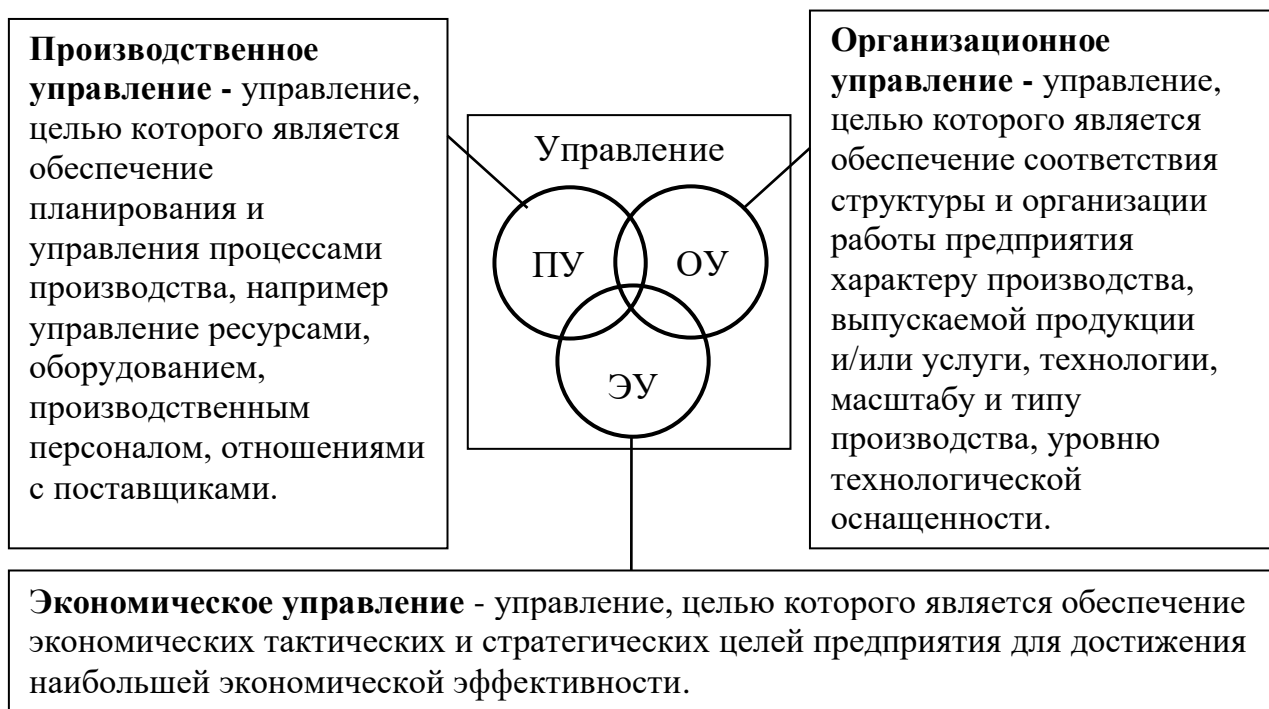 Производственное
управление - управление,
целью которого является
обеспечение
планирования и
управления процессами
производства, например
управление ресурсами,
оборудованием,
производственным
персоналом, отношениями
с поставщиками.
Управление
ПУ
ОУ
ЭУ
Организационное
управление - управление,
целью которого является
обеспечение соответствия
структуры и организации
работы предприятия
характеру производства,
выпускаемой продукции
и/или услуги, технологии,
масштабу и типу
производства, уровню
технологической
оснащенности.
Экономическое управление - управление, целью которого является обеспечение
экономических тактических и стратегических целей предприятия для достижения
наибольшей экономической эффективности.